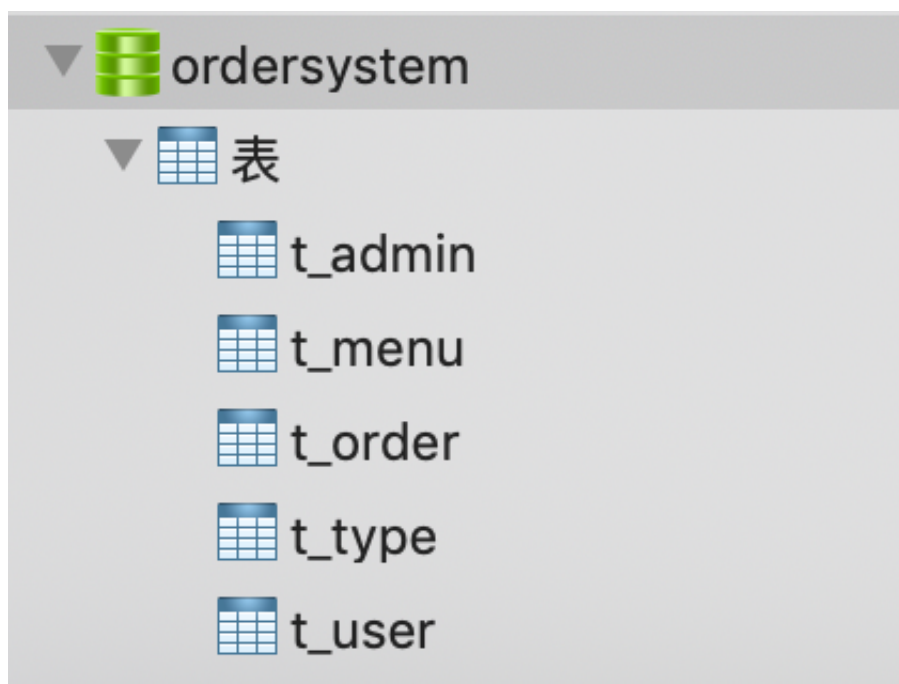 ordersystem
表
t_admin
t_menu
t_order
t_type
t_user